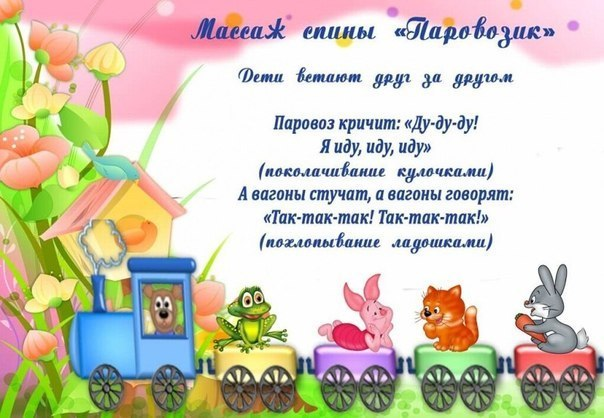 Массаж спины «Паровозик»
Дети встают друг за другом
Паровоз кричит: «Ду-ду-ду!
Я иду, иду, иду»
(поколачивание кулочками)
А вагоны стучат, а вагоны говорят:
«Так-так-так! Так-так-так!»
(похлопывание ладошками)